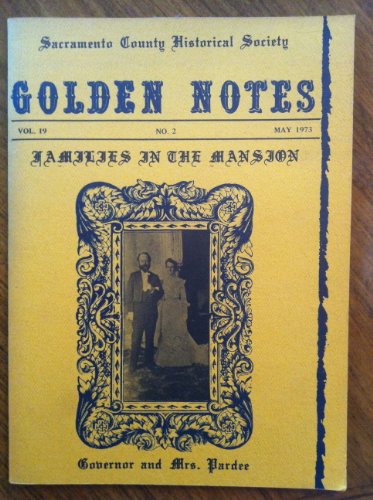 Sacramento County Historical Society
GOLDEN NOTES
VOL. 19 NO. 2 MAY 1973
FAMILIES IN THE MANSION
Governor and Mrs. Pardee